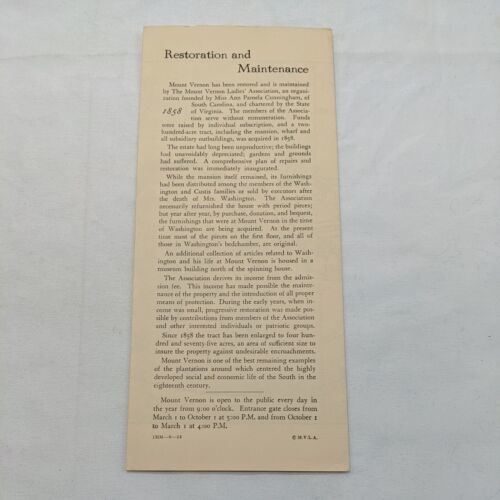 Restoration and
Maintenance
Mount Vernon has been restored and is maintained
by The Mount Vernon Ladies' Association, an organi-
zation founded by Miss Ann Pamela Cunningham, of
South Carolina, and chartered by the State
1858
of Virginia. The members of the Associa-
tion serve without remuneration. Funds
were raised by individual subscription, and a two-
hundred-acre tract, including the mansion, wharf and
all subsidiary outbuildings, was acquired in 1858.
The estate had long been unproductive; the buildings
had unavoidably depreciated; gardens and grounds
had suffered. A comprehensive plan of repairs and
restoration was immediately inaugurated.
While the mansion itself remained, its furnishings
had been distributed among the members of the Wash-
ington and Custis families or sold by executors after
the death of Mrs. Washington. The Association
necessarily refurnished the house with period pieces;
but year after year, by purchase, donation, and bequest,
the furnishings that were at Mount Vernon in the time
of Washington are being acquired. At the present
time most of the pieces on the first floor, and all of
those in Washington's bedchamber, are original.
An additional collection of articles related to Wash-
ington and his life at Mount Vernon is housed in a
museum building north of the spinning house.
The Association derives its income from the admis-
sion fee. This income has made possible the mainte-
nance of the property and the introduction of all proper
means of protection. During the early years, when in-
come was small, progressive restoration was made pos-
sible by contributions from members of the Association
and other interested individuals or patriotic groups.
Since 1858 the tract has been enlarged to four hun-
dred and seventy-five acres, an area of sufficient size to
insure the property against undesirable encroachments.
Mount Vernon is one of the best remaining examples
of the plantations around which centered the highly
developed social and economic life of the South in the
eighteenth century.
Mount Vernon is open to the public every day in
the year from 9:00 o'clock. Entrance gate closes from
March 1 to October 1 at 5:00 P.M. and from October 1
to March 1 at 4:00 P.M.
© M.V.L.A.